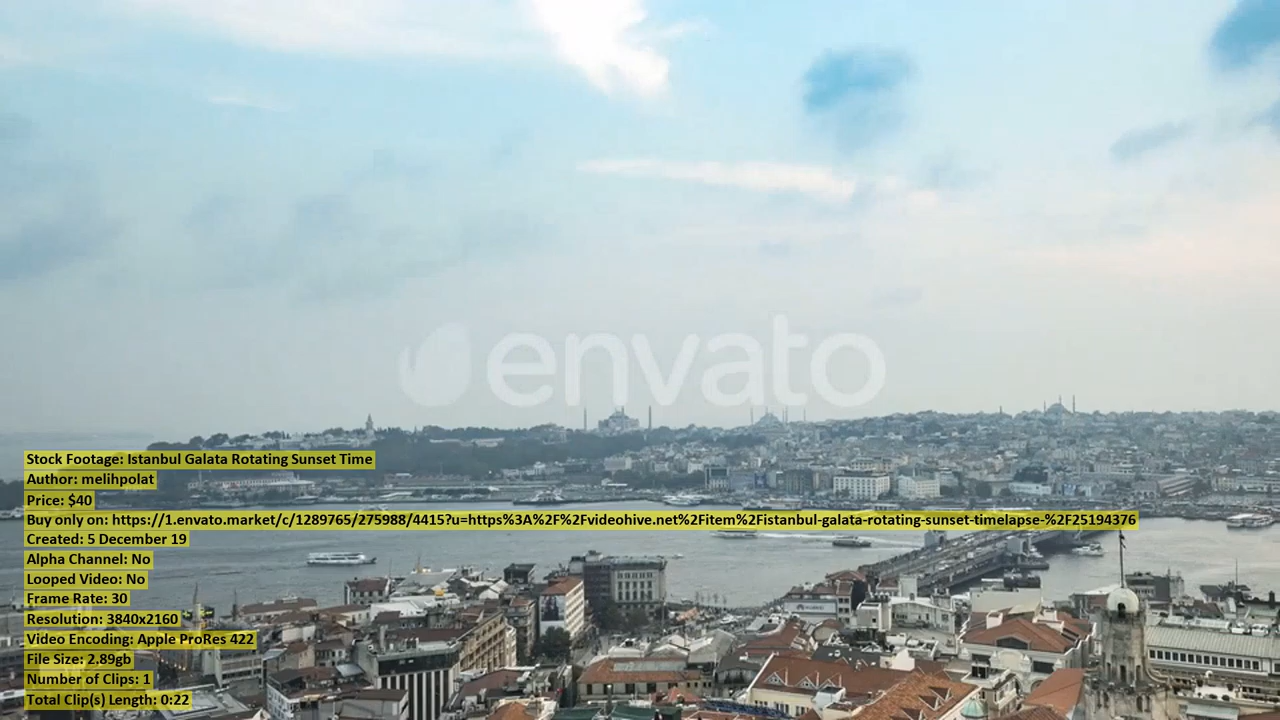 envato
Stock Footage: Istanbul Galata Rotating Sunset Time
Author: melihpolat
Price: $40
Buy only on: https://1.envato.market/c/1289765/275988/4415?u=https%3A%2F%2Fvideohive.net%2Fitem%2Fistanbul-galata-rotating-sunset-timelapse-%2F25194376
Created: 5 December 19
Alpha Channel: No
Looped Video: No
Frame Rate: 30
Resolution: 3840x2160
Video Encoding: Apple ProRes 422
File Size: 2.89gb
Number of Clips: 1
Total Clip(s) Length: 0:22